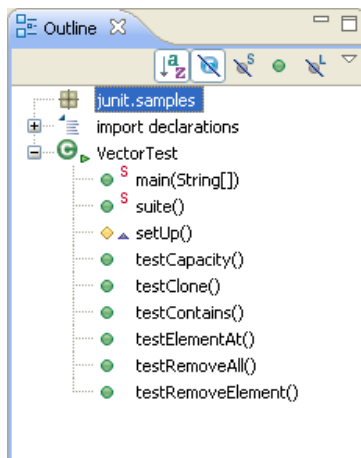 Outline
junit.samples
import declarations
VectorTest
main(String[])
suite()
setUp()
testCapacity()
testClone()
testContains()
testElementAt()
testRemoveAll()
testRemoveElement()